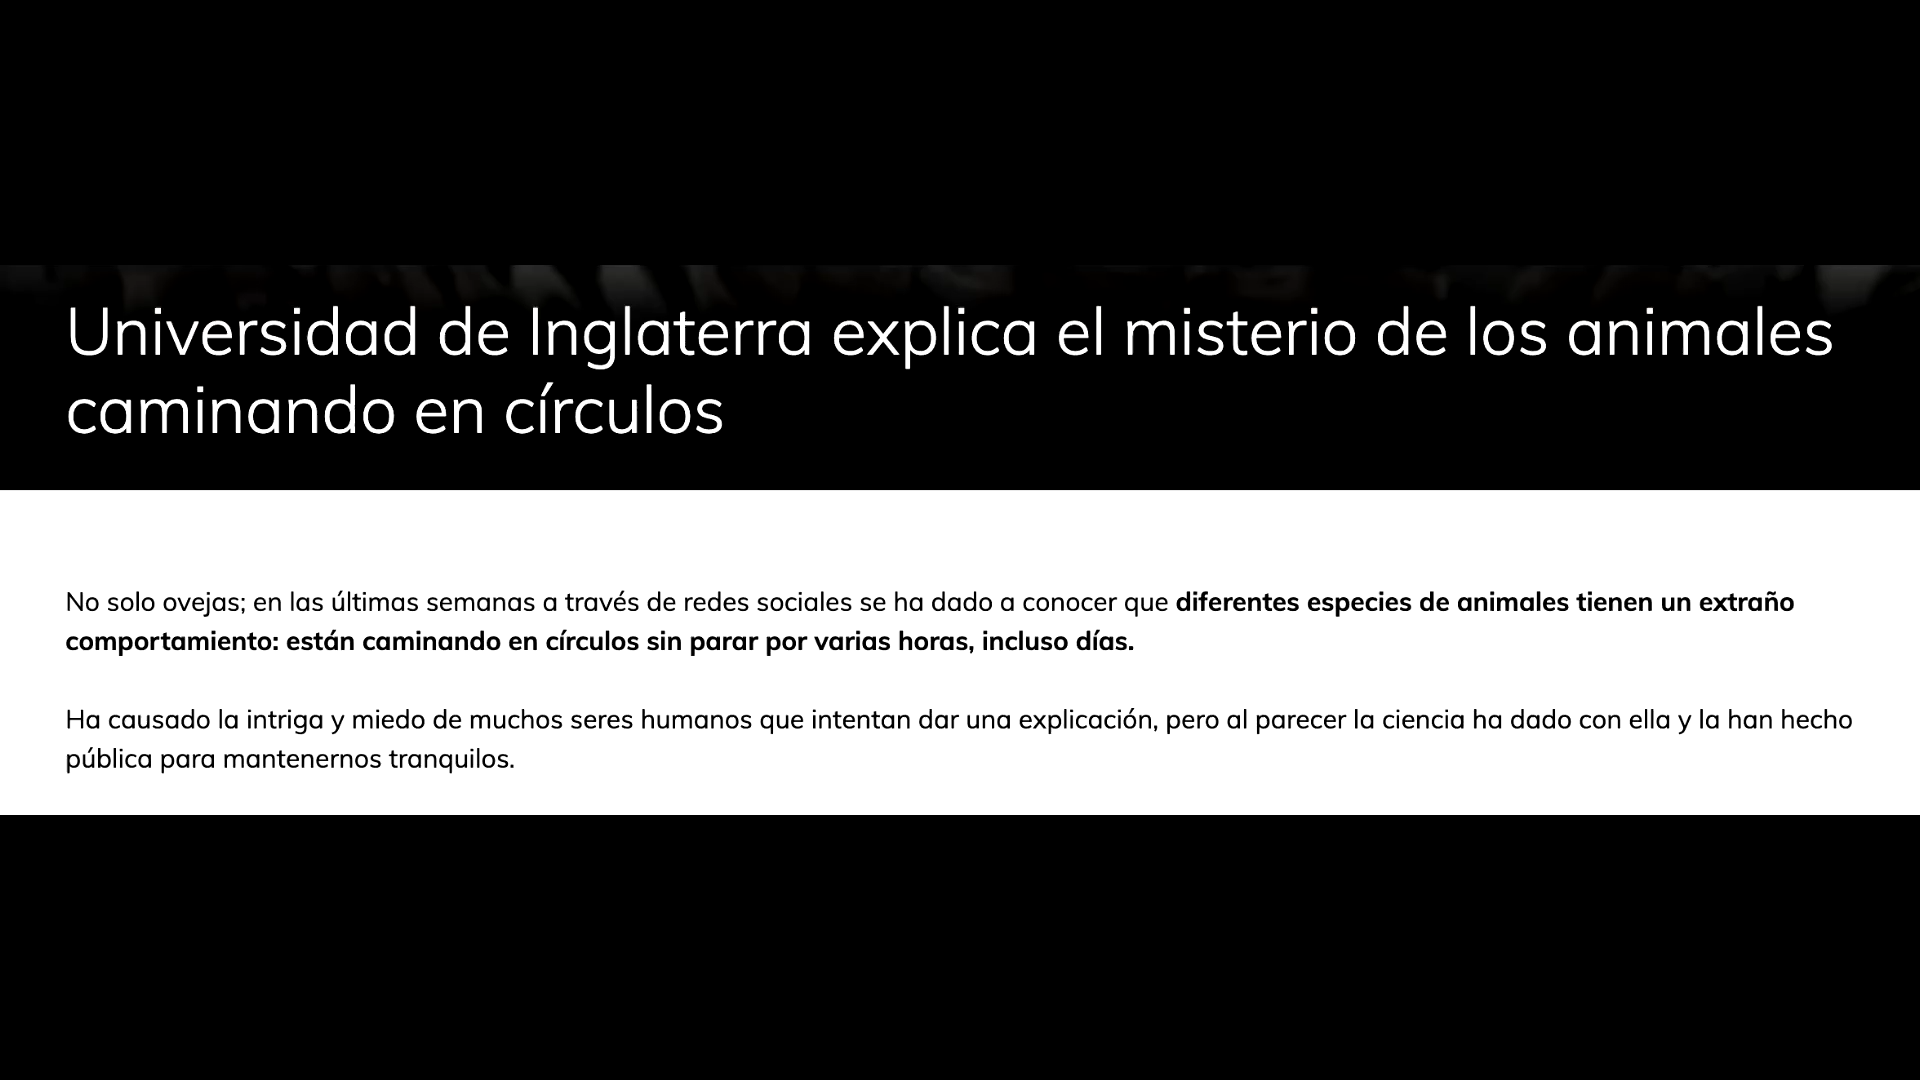 Universidad de Inglaterra explica el misterio de los animales
caminando en círculos
No solo ovejas; en las últimas semanas a través de redes sociales se ha dado a conocer que diferentes especies de animales tienen un extraño
comportamiento: están caminando en círculos sin parar por varias horas, incluso días.
Ha causado la intriga y miedo de muchos seres humanos que intentan dar una explicación, pero al parecer la ciencia ha dado con ella y la han hecho
pública para mantenernos tranquilos.